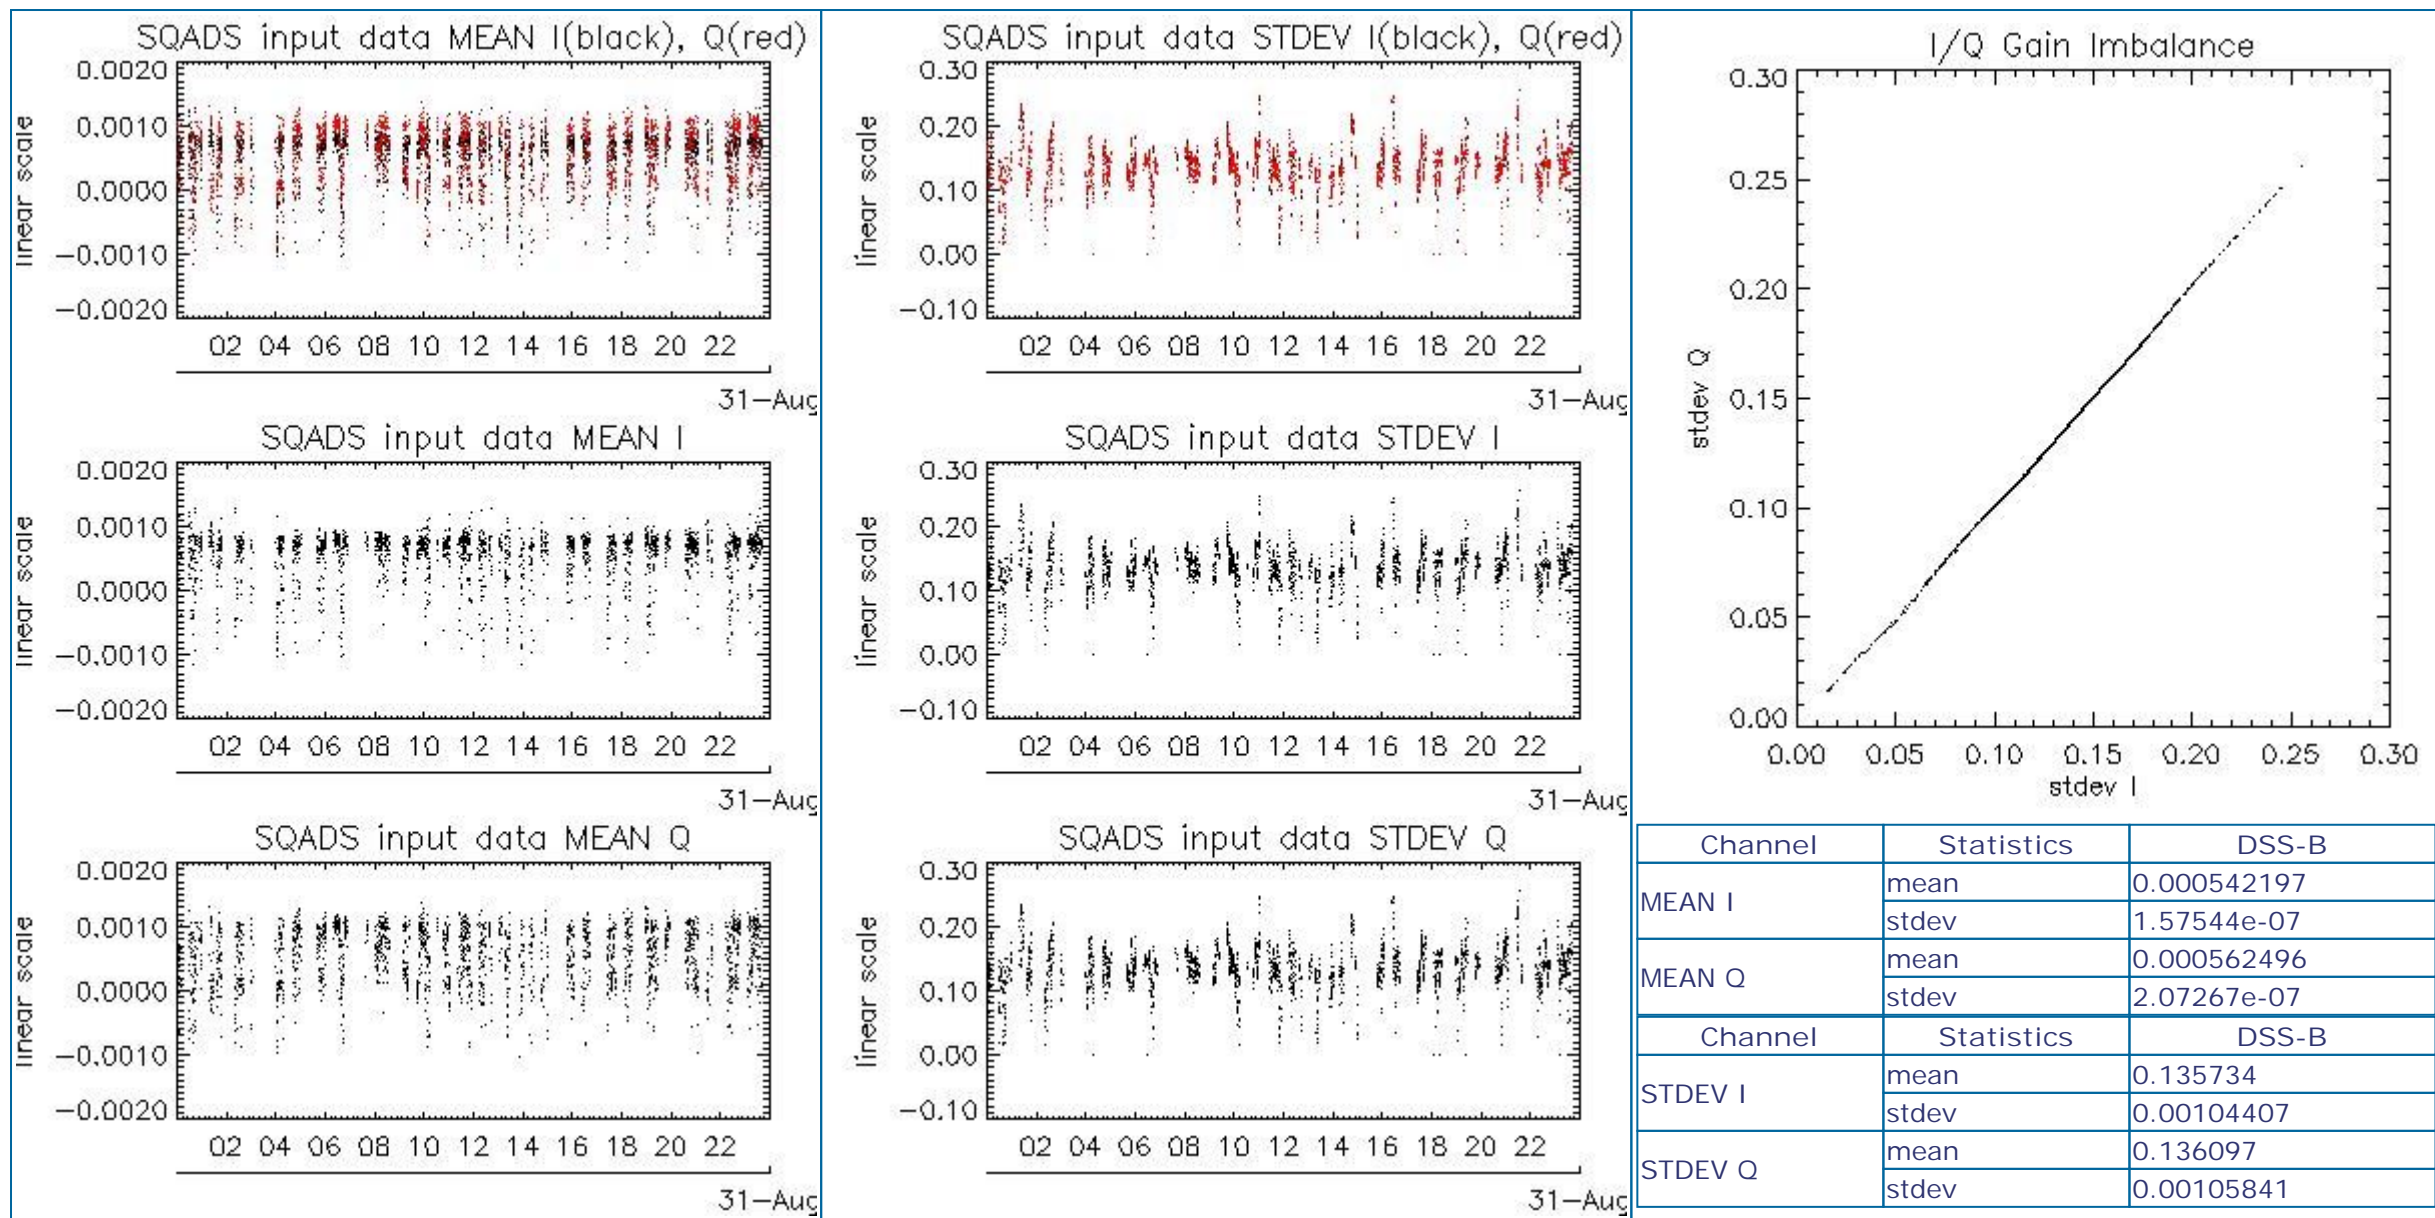 SQADS input data MEAN I(black), Q(red)
0.0020
0.0010
0.0000
−0.0010
−0.0020
linear scale
02 04 06 08 10 12 14 16 18 20 22
31−Aug
SQADS input data MEAN I
0.0020
0.0010
0.0000
−0.0010
−0.0020
linear scale
02 04 06 08 10 12 14 16 18 20 22
31−Aug
SQADS input data MEAN Q
0.0020
0.0010
0.0000
−0.0010
−0.0020
linear scale
02 04 06 08 10 12 14 16 18 20 22
31−Aug
SQADS input data STDEV I(black), Q(red)
0.30
0.20
0.10
0.00
−0.10
linear scale
02 04 06 08 10 12 14 16 18 20 22
31−Aug
SQADS input data STDEV I
0.30
0.20
0.10
0.00
−0.10
linear scale
02 04 06 08 10 12 14 16 18 20 22
31−Aug
SQADS input data STDEV Q
0.30
0.20
0.10
0.00
−0.10
linear scale
02 04 06 08 10 12 14 16 18 20 22
31−Aug
I/Q Gain Imbalance
0.30
0.25
0.20
0.15
0.10
0.05
0.00
stdev Q
0.00 0.05 0.10 0.15 0.20 0.25 0.30
stdev I
Channel Statistics DSS-B
MEAN I mean 0.000542197
stdev 1.57544e-07
MEAN Q mean 0.000562496
stdev 2.07267e-07
Channel Statistics DSS-B
STDEV I mean 0.135734
stdev 0.00104407
STDEV Q mean 0.136097
stdev 0.00105841